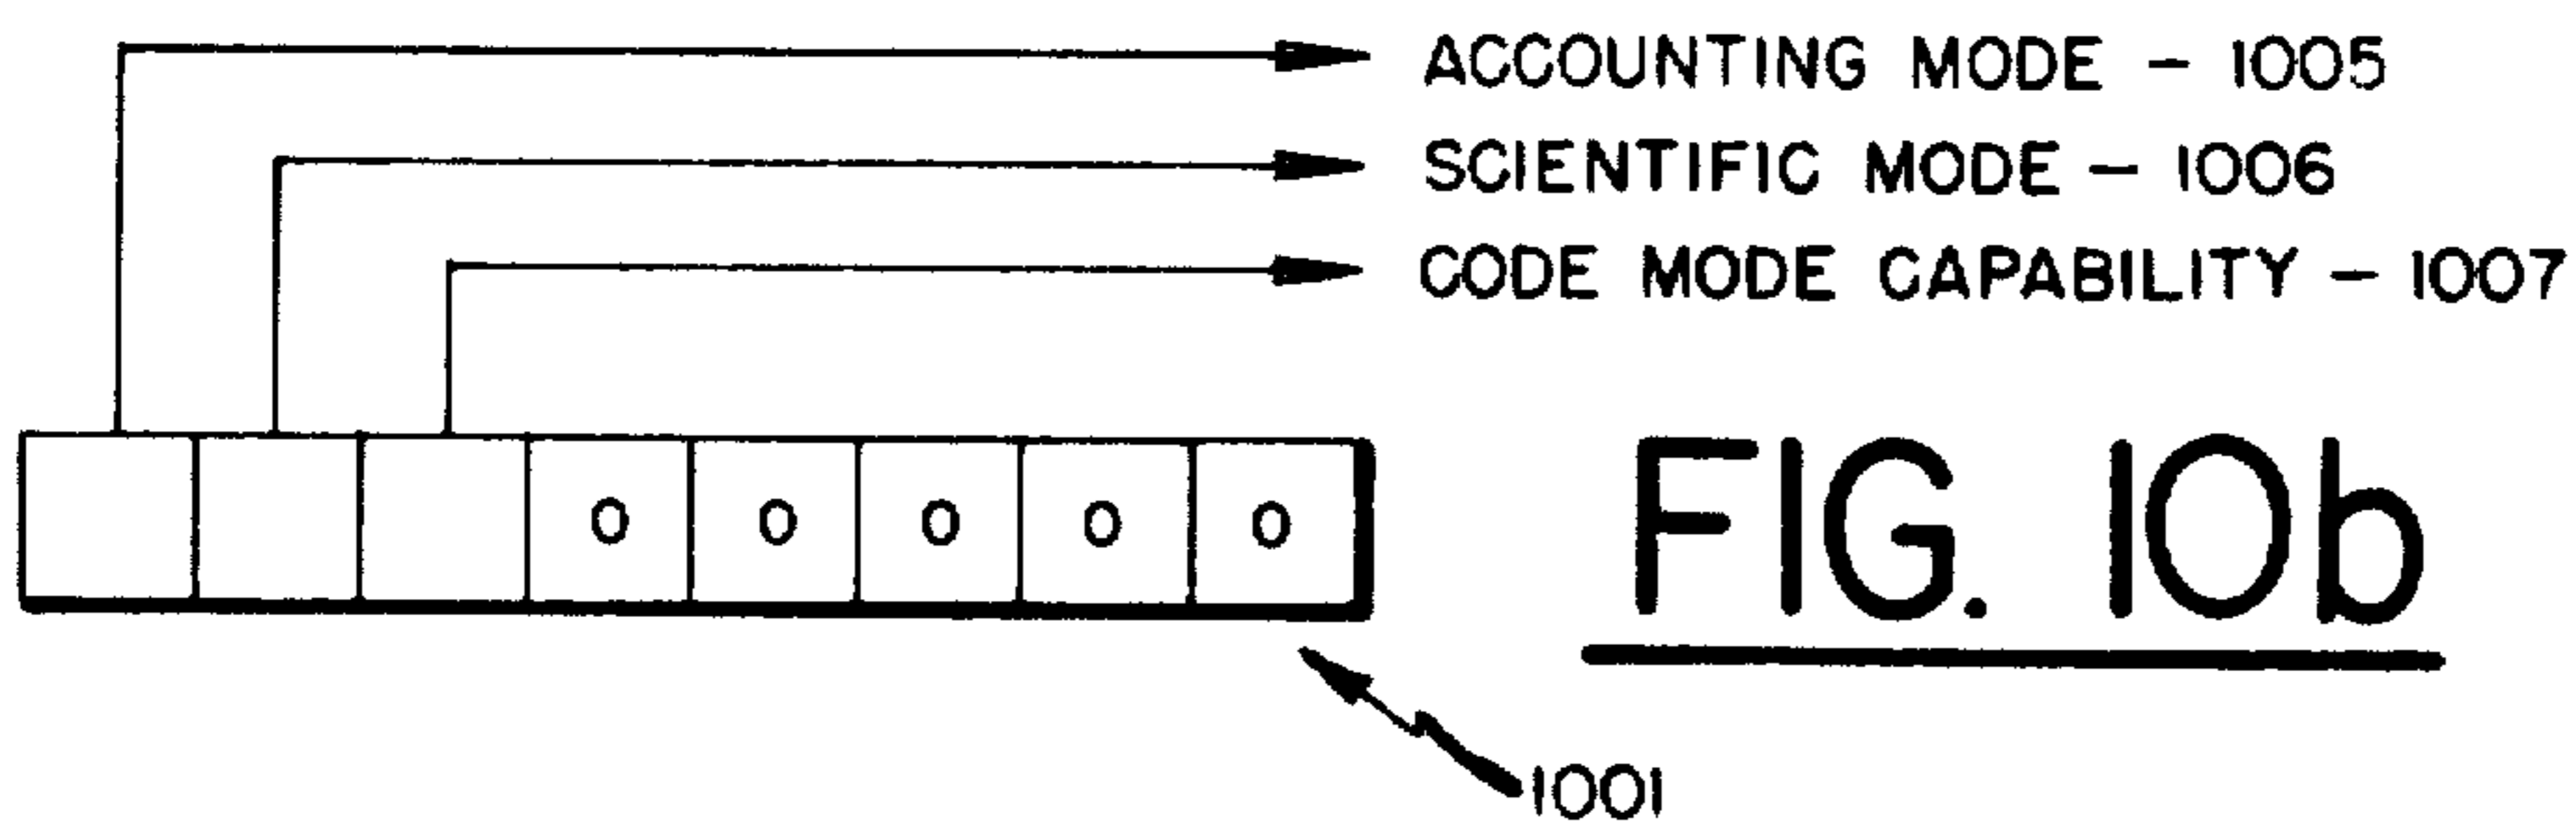 ACCOUNTING MODE - 1005
SCIENTIFIC MODE - 1006
CODE MODE CAPABILITY - 1007
0 0 0 0 0
FIG. 10b
1001